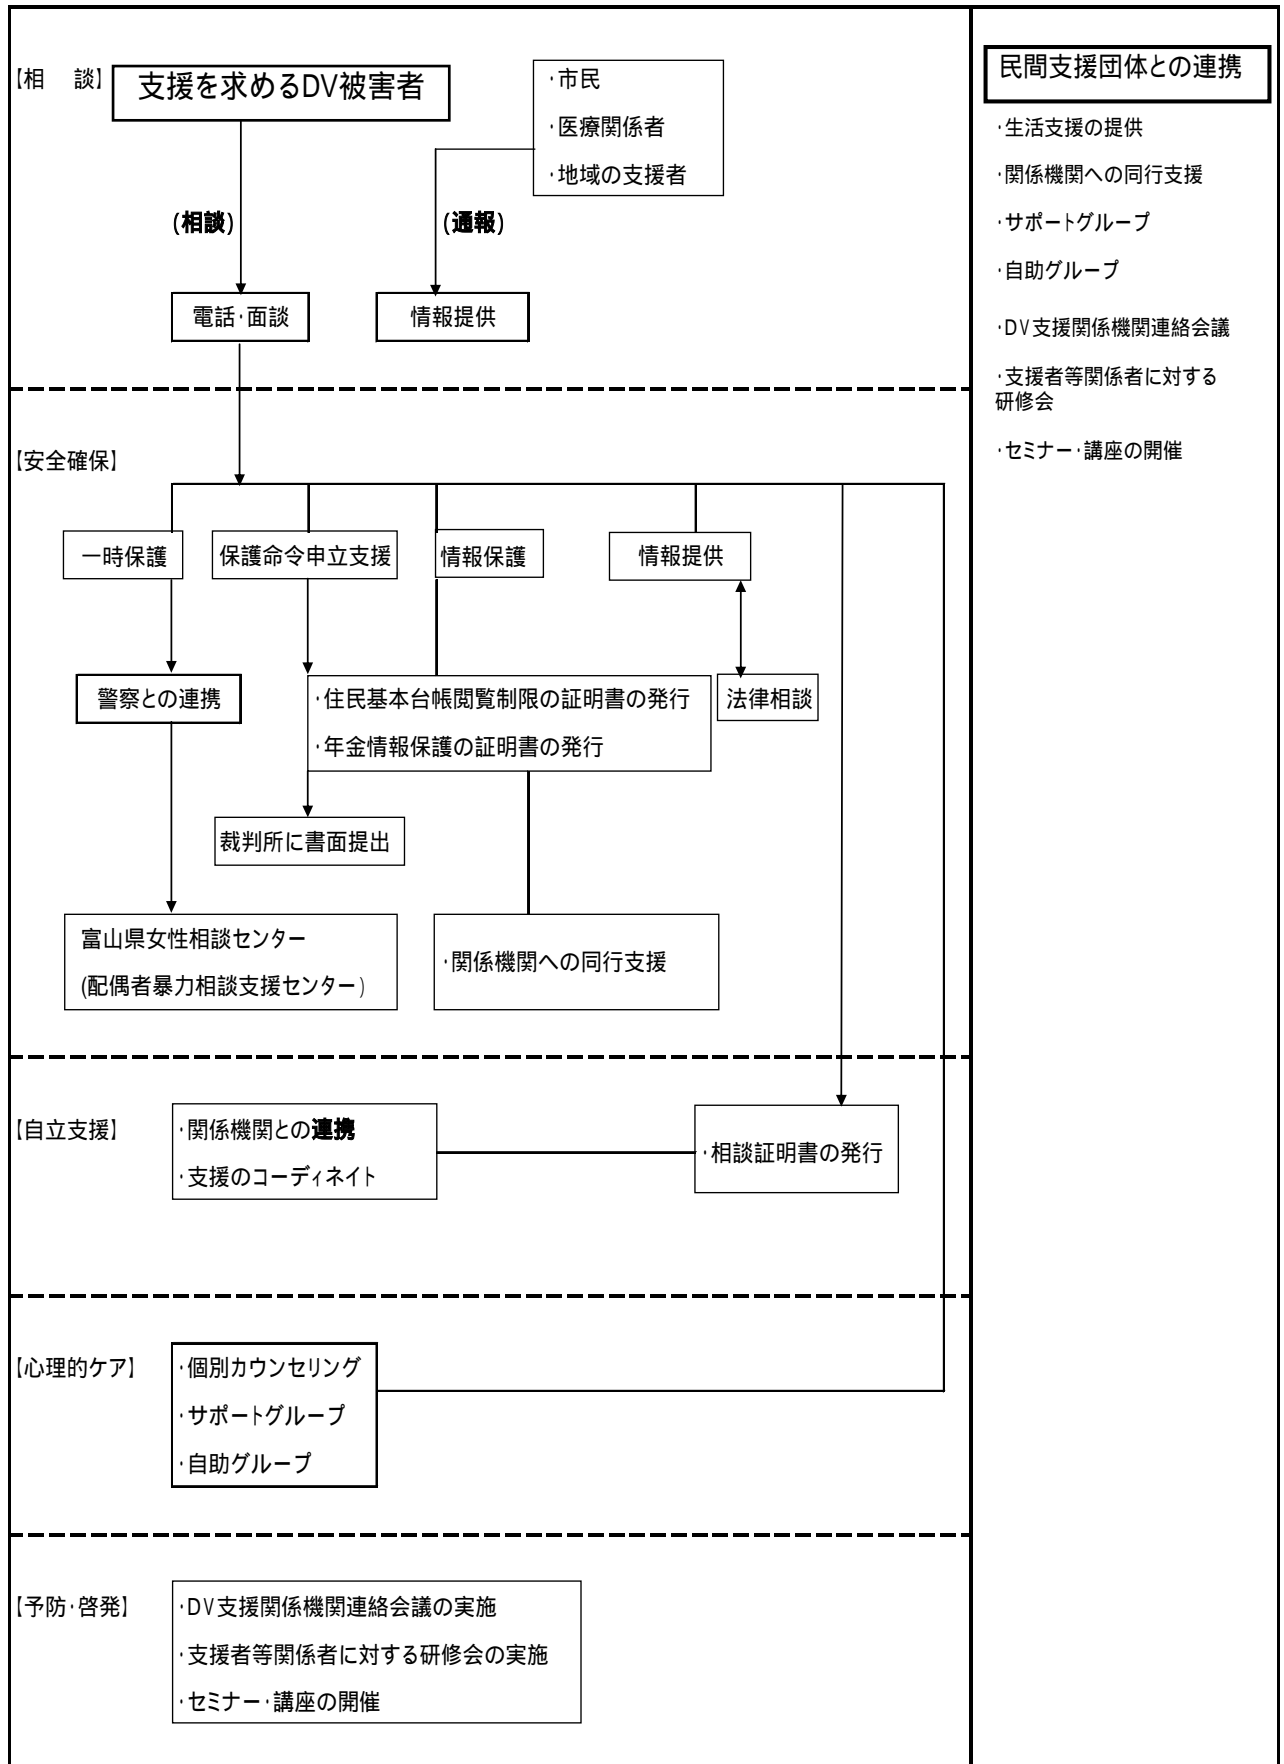 【相　談】
支援を求めるDV被害者
・市民
・医療関係者
・地域の支援者
(相談)
(通報)
電話・面談
情報提供
【安全確保】
一時保護
保護命令申立支援
情報保護
情報提供
警察との連携
・住民基本台帳閲覧制限の証明書の発行
・年金情報保護の証明書の発行
法律相談
裁判所に書面提出
富山県女性相談センター
(配偶者暴力相談支援センター)
・関係機関への同行支援
【自立支援】
・関係機関との連携
・支援のコーディネイト
・相談証明書の発行
【心理的ケア】
・個別カウンセリング
・サポートグループ
・自助グループ
【予防・啓発】
・DV支援関係機関連絡会議の実施
・支援者等関係者に対する研修会の実施
・セミナー・講座の開催
民間支援団体との連携
・生活支援の提供
・関係機関への同行支援
・サポートグループ
・自助グループ
・DV支援関係機関連絡会議
・支援者等関係者に対する
研修会
・セミナー・講座の開催